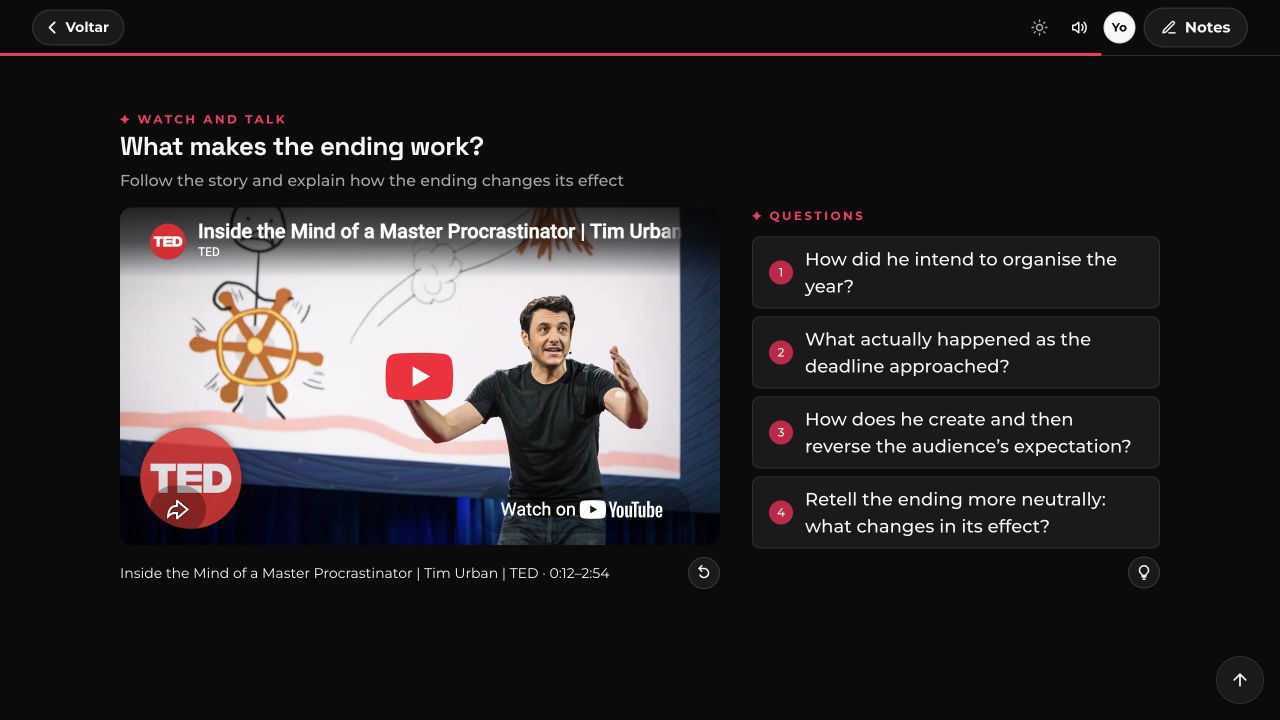 Voltar
Yo
Notes
WATCH AND TALK
What makes the ending work?
Follow the story and explain how the ending changes its effect
TED
Inside the Mind of a Master Procrastinator | Tim Urban
TED
TED
Watch on YouTube
Inside the Mind of a Master Procrastinator | Tim Urban | TED · 0:12–2:54
QUESTIONS
1
How did he intend to organise the
year?
2
What actually happened as the
deadline approached?
3
How does he create and then
reverse the audience’s expectation?
4
Retell the ending more neutrally:
what changes in its effect?